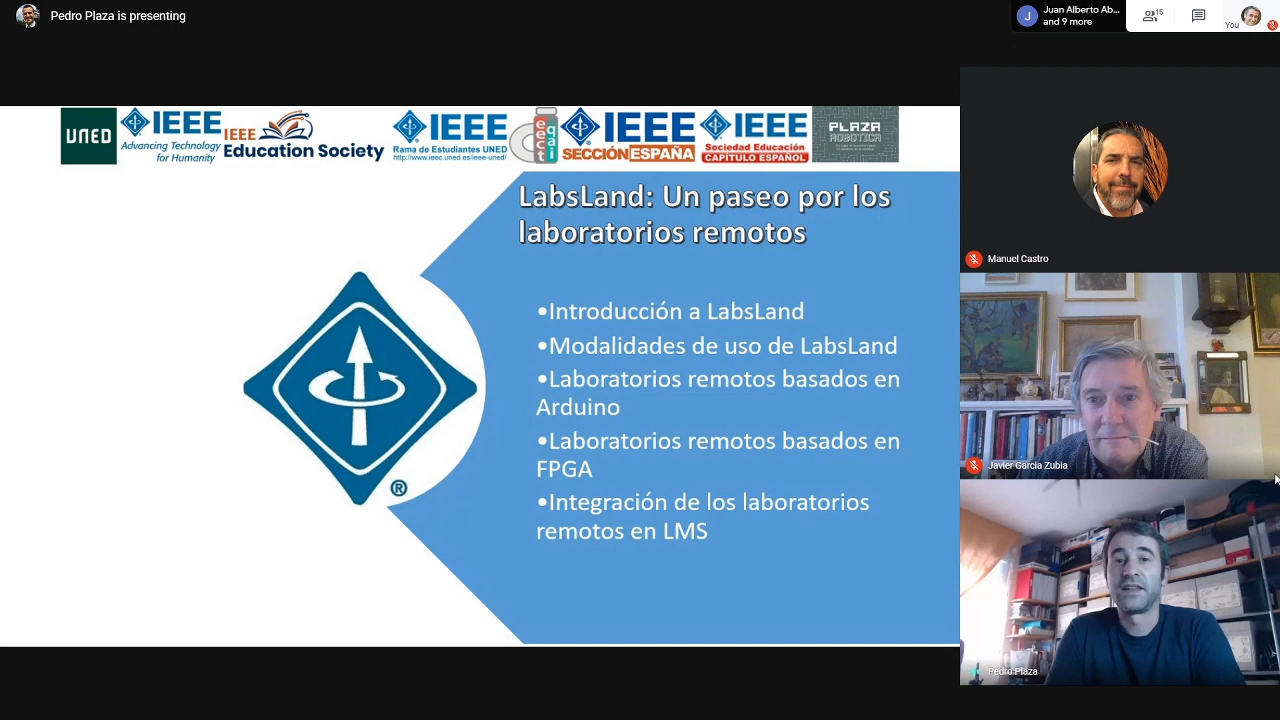 Pedro Plaza is presenting
Juan Alberto Ab...
and 9 more
J
15
You
UNED
IEEE
Advancing Technology
for Humanity
IEEE
Education Society
IEEE
Rama de Estudiantes UNED
http://www.ieec.uned.es/ieee-uned/
IEEE
SECCIÓN ESPAÑA
IEEE
Sociedad Educación
CAPÍTULO ESPAÑOL
PLAZA
ROBOTICA
LabsLand: Un paseo por los
laboratorios remotos
•Introducción a LabsLand
•Modalidades de uso de LabsLand
•Laboratorios remotos basados en
Arduino
•Laboratorios remotos basados en
FPGA
•Integración de los laboratorios
remotos en LMS
®
Manuel Castro
Javier Garcia Zubia
Pedro Plaza